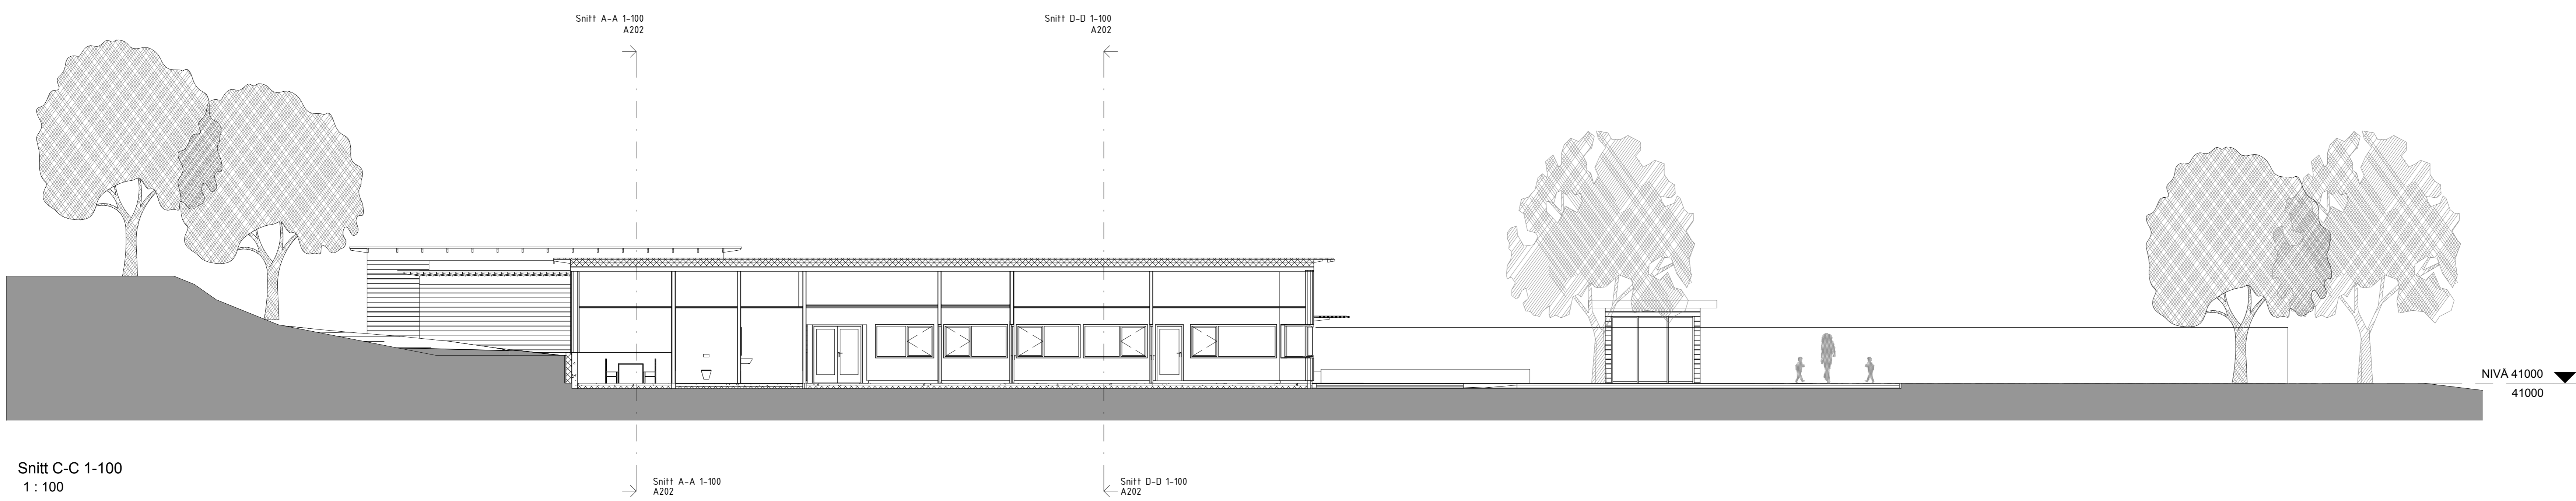 Snitt A-A 1-100
A202
Snitt D-D 1-100
A202
NIVÅ 41000
41000
Snitt C-C 1-100
1 : 100
Snitt A-A 1-100
A202
Snitt D-D 1-100
A202